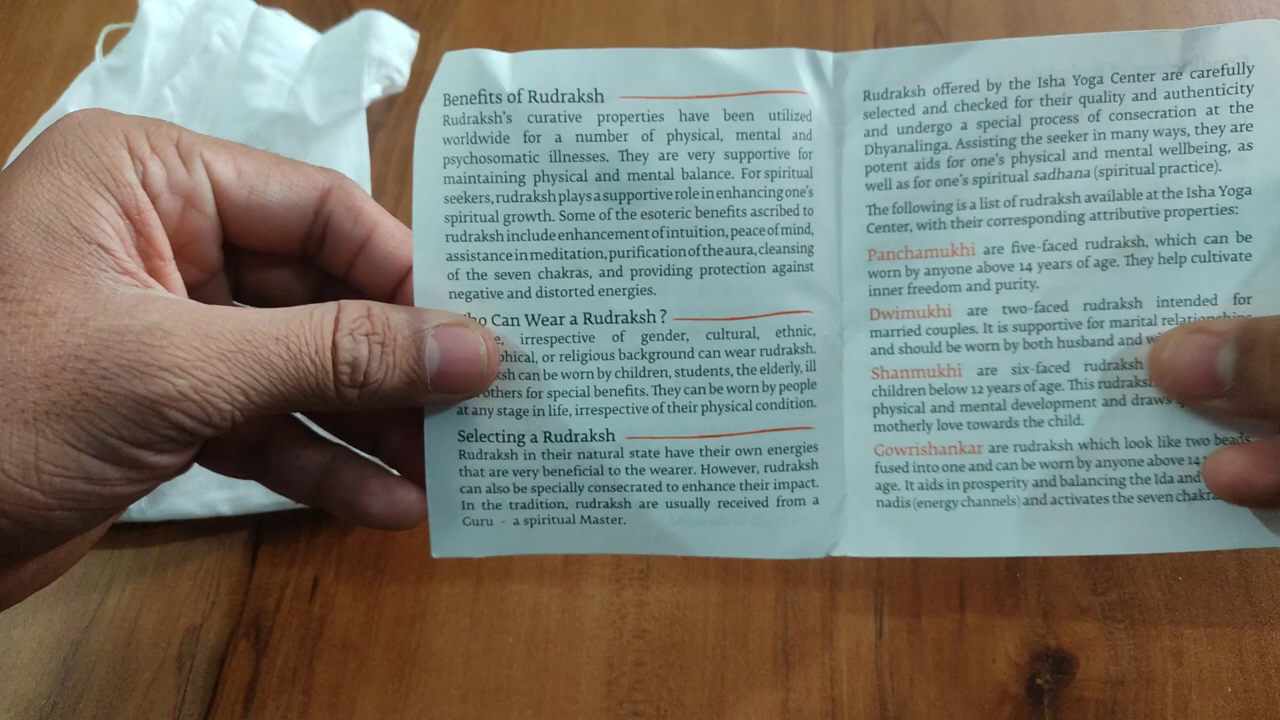 Benefits of Rudraksh
Rudraksh's curative properties have been utilized
worldwide for a number of physical, mental and
psychosomatic illnesses. They are very supportive for
maintaining physical and mental balance. For spiritual
seekers, rudraksh plays a supportive role in enhancing one's
spiritual growth. Some of the esoteric benefits ascribed to
rudraksh include enhancement of intuition, peace of mind,
assistance in meditation, purification of the aura, cleansing
of the seven chakras, and providing protection against
negative and distorted energies.
Can Wear a Rudraksh ?
irrespective of gender, cultural, ethnic,
or religious background can wear rudraksh.
can be worn by children, students, the elderly, ill
others for special benefits. They can be worn by people
at any stage in life, irrespective of their physical condition.
Selecting a Rudraksh
Rudraksh in their natural state have their own energies
that are very beneficial to the wearer. However, rudraksh
can also be specially consecrated to enhance their impact.
In the tradition, rudraksh are usually received from a
Guru - a spiritual Master.
Rudraksh offered by the Isha Yoga Center are carefully
selected and checked for their quality and authenticity
and undergo a special process of consecration at the
Dhyanalinga. Assisting the seeker in many ways, they are
potent aids for one's physical and mental wellbeing, as
well as for one's spiritual sadhana (spiritual practice).
The following is a list of rudraksh available at the Isha Yoga
Center, with their corresponding attributive properties:
Panchamukhi are five-faced rudraksh, which can be
worn by anyone above 14 years of age. They help cultivate
inner freedom and purity.
Dwimukhi are two-faced rudraksh intended for
married couples. It is supportive for marital relationships
and should be worn by both husband and
Shanmukhi are six-faced rudraksh
children below 12 years of age. This
physical and mental development and draws
motherly love towards the child.
Gowrishankar are rudraksh which look like two beads
fused into one and can be worn by anyone above 14
age. It aids in prosperity and balancing the Ida and
nadis (energy channels) and activates the seven